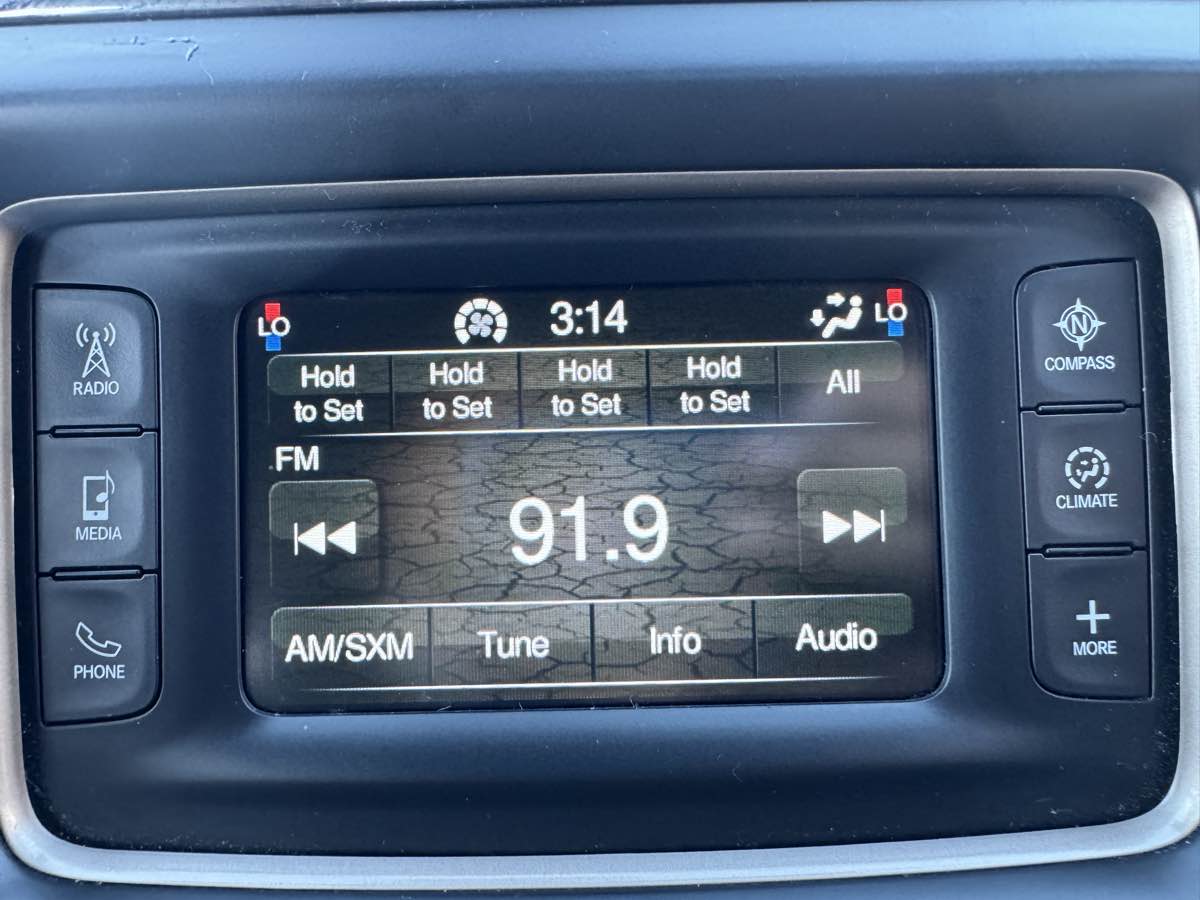 LO 3:14 LO
Hold to Set Hold to Set Hold to Set Hold to Set All
FM
91.9
AM/SXM Tune Info Audio
RADIO
MEDIA
PHONE
N
COMPASS
CLIMATE
MORE